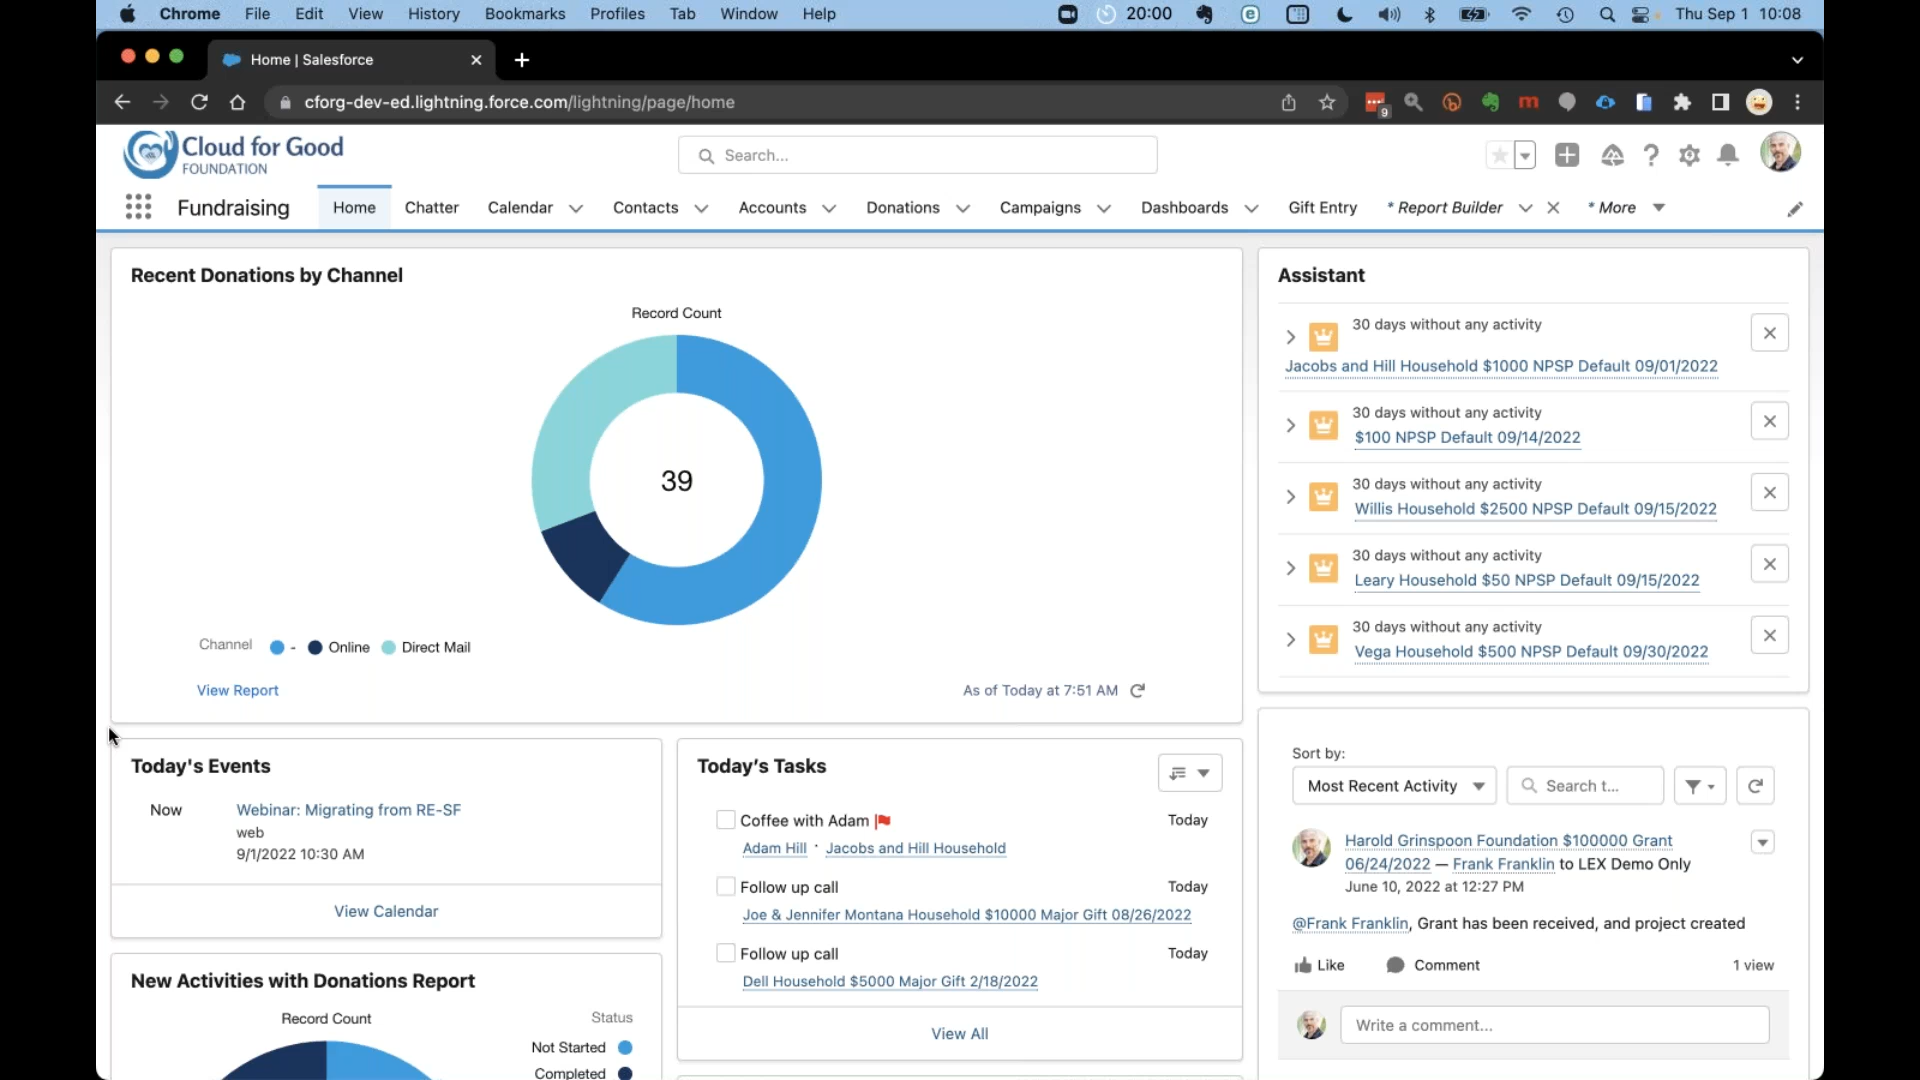 Chrome File Edit View History Bookmarks Profiles Tab Window Help 20:00 Thu Sep 1 10:08
Home | Salesforce
cforg-dev-ed.lightning.force.com/lightning/page/home 9
Cloud for Good
FOUNDATION
Search...
Fundraising Home Chatter Calendar Contacts Accounts Donations Campaigns Dashboards Gift Entry * Report Builder * More
Recent Donations by Channel
Record Count
39
Channel - Online Direct Mail
View Report As of Today at 7:51 AM
Assistant
30 days without any activity
Jacobs and Hill Household $1000 NPSP Default 09/01/2022
30 days without any activity
$100 NPSP Default 09/14/2022
30 days without any activity
Willis Household $2500 NPSP Default 09/15/2022
30 days without any activity
Leary Household $50 NPSP Default 09/15/2022
30 days without any activity
Vega Household $500 NPSP Default 09/30/2022
Today's Events
Now Webinar: Migrating from RE-SF
web
9/1/2022 10:30 AM
View Calendar
Today’s Tasks
Coffee with Adam Today
Adam Hill · Jacobs and Hill Household
Follow up call Today
Joe & Jennifer Montana Household $10000 Major Gift 08/26/2022
Follow up call Today
Dell Household $5000 Major Gift 2/18/2022
View All
Sort by:
Most Recent Activity Search t...
Harold Grinspoon Foundation $100000 Grant
06/24/2022 — Frank Franklin to LEX Demo Only
June 10, 2022 at 12:27 PM
@Frank Franklin, Grant has been received, and project created
Like Comment 1 view
Write a comment...
New Activities with Donations Report
Record Count Status
Not Started
Completed